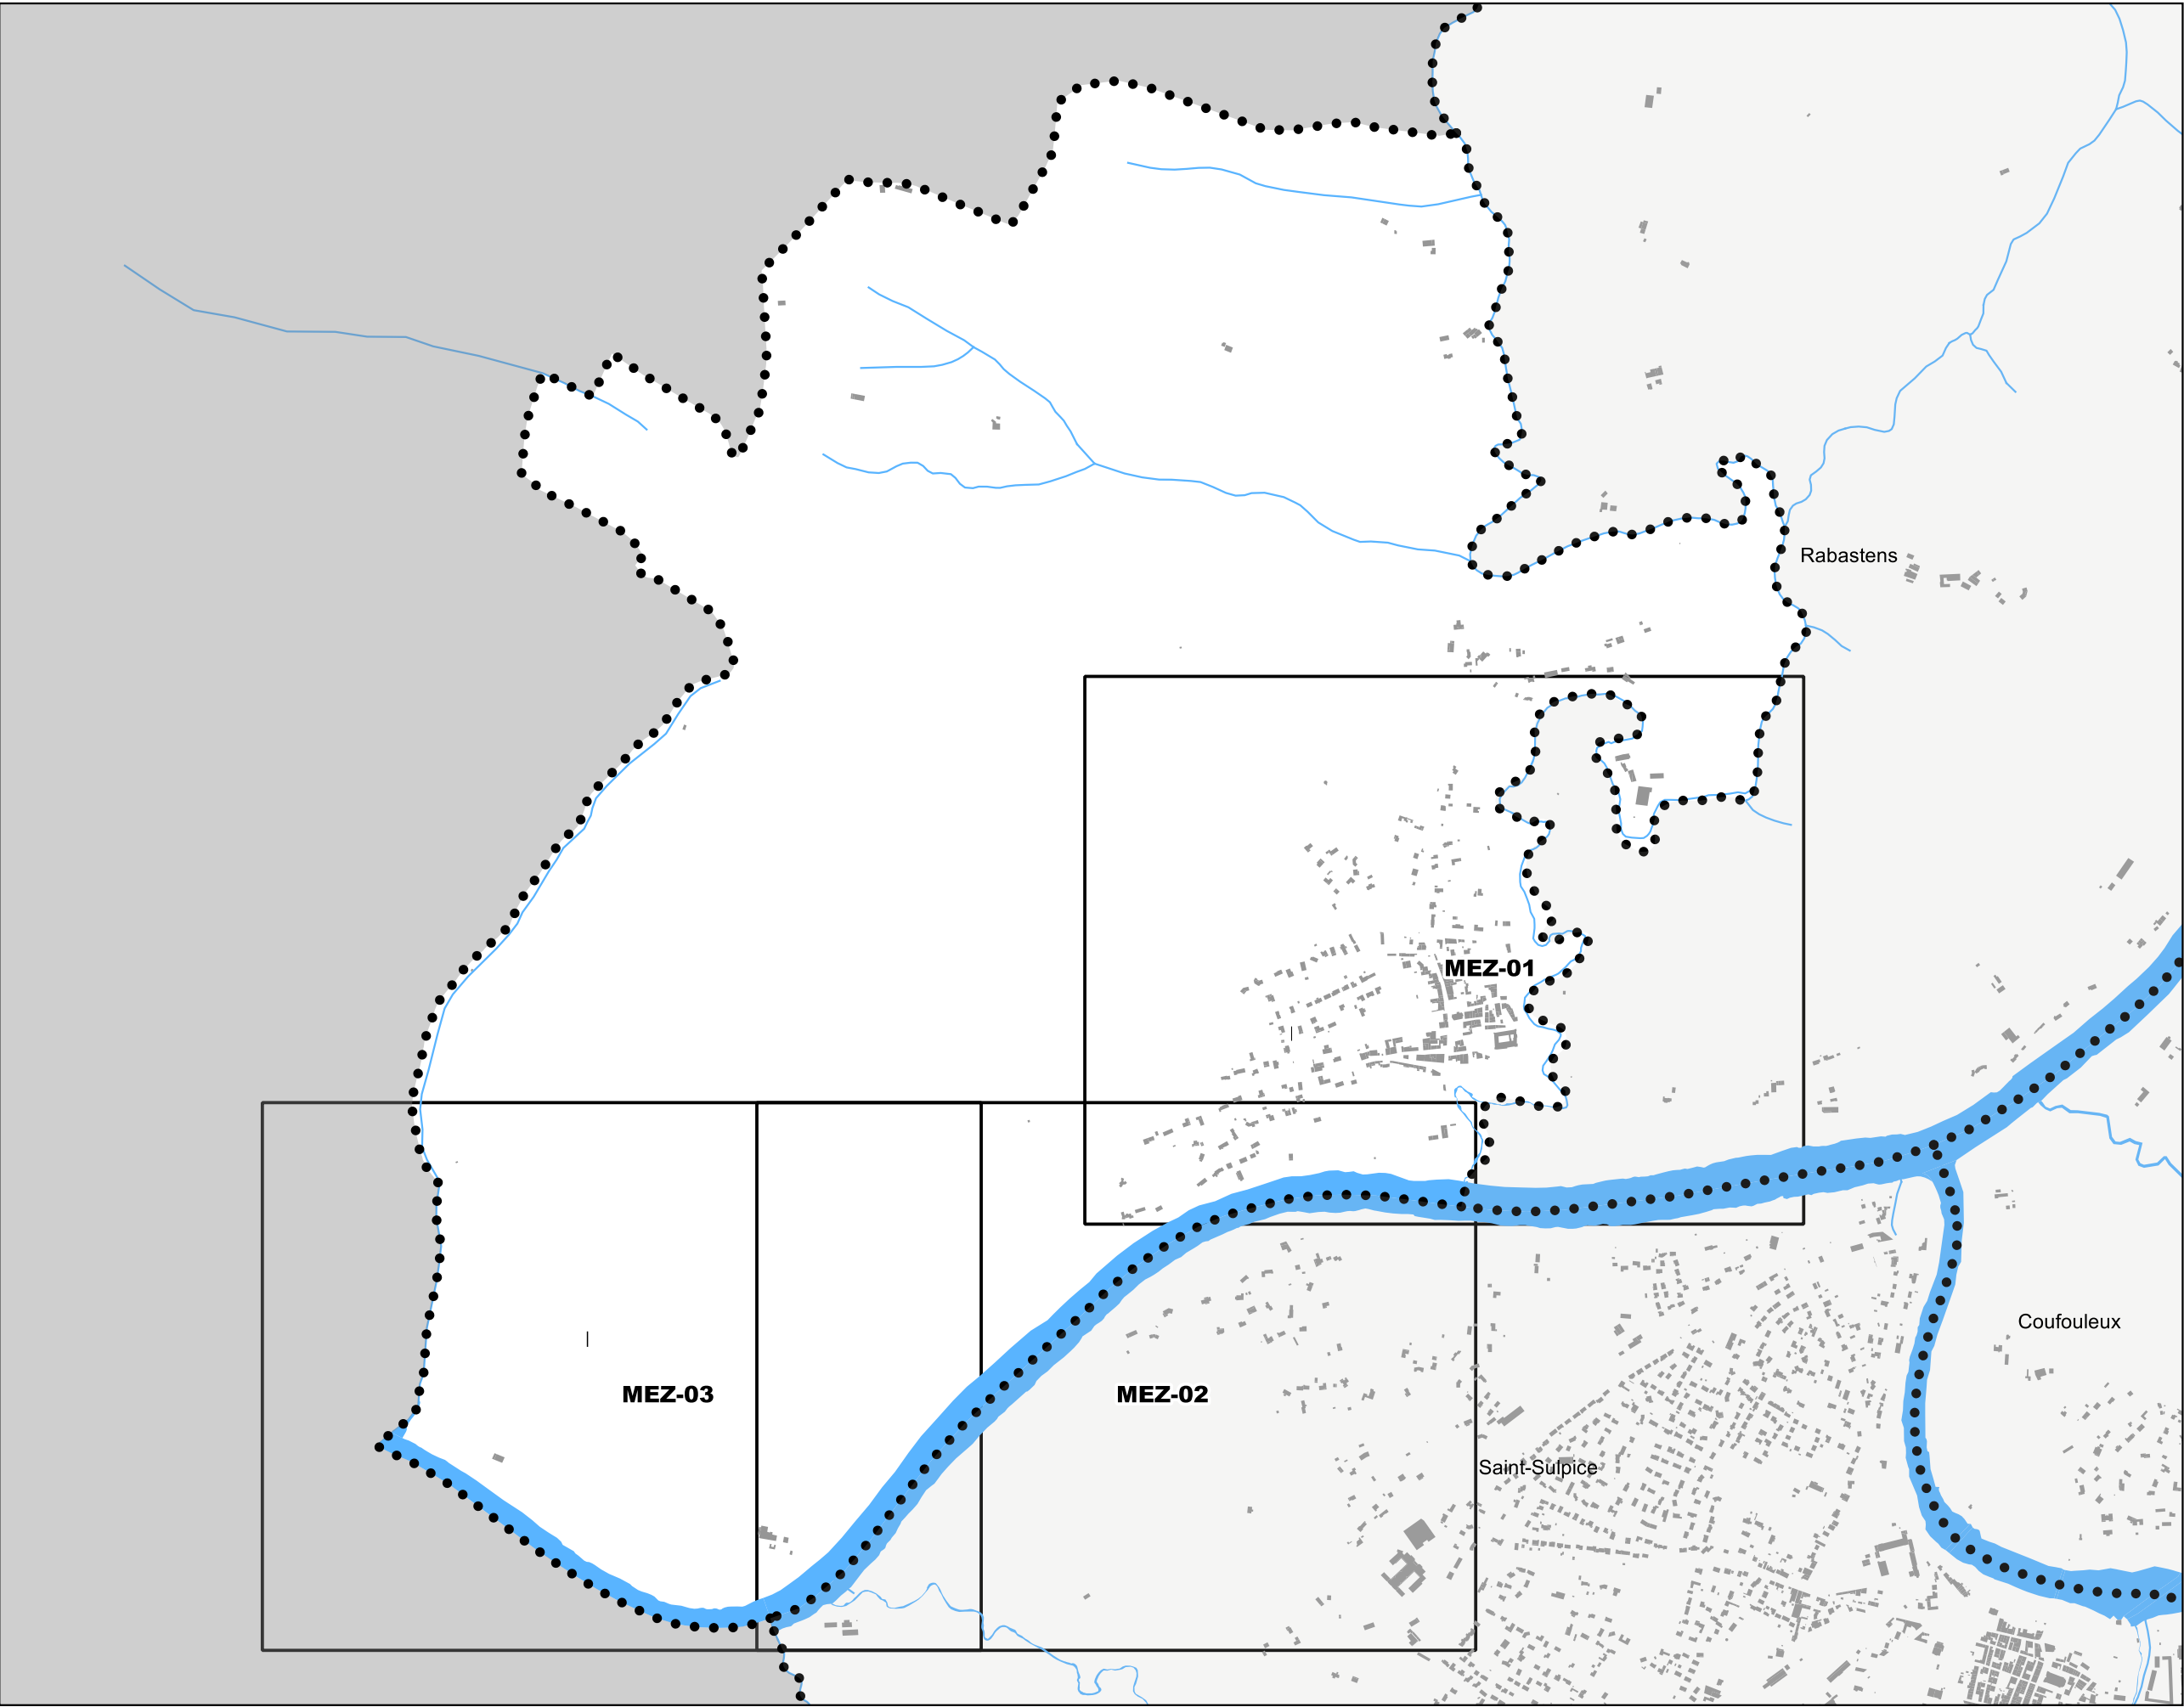 Rabastens
MEZ-01
Coufouleux
MEZ-03
MEZ-02
Saint-Sulpice